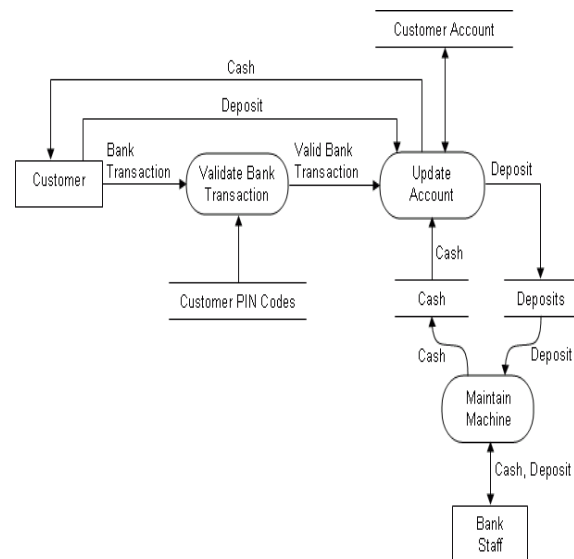 Customer Account
Cash
Deposit
Bank
Transaction
Valid Bank
Transaction
Customer
Validate Bank
Transaction
Update
Account
Deposit
Cash
Customer PIN Codes
Cash
Deposits
Cash
Deposit
Maintain
Machine
Cash, Deposit
Bank
Staff